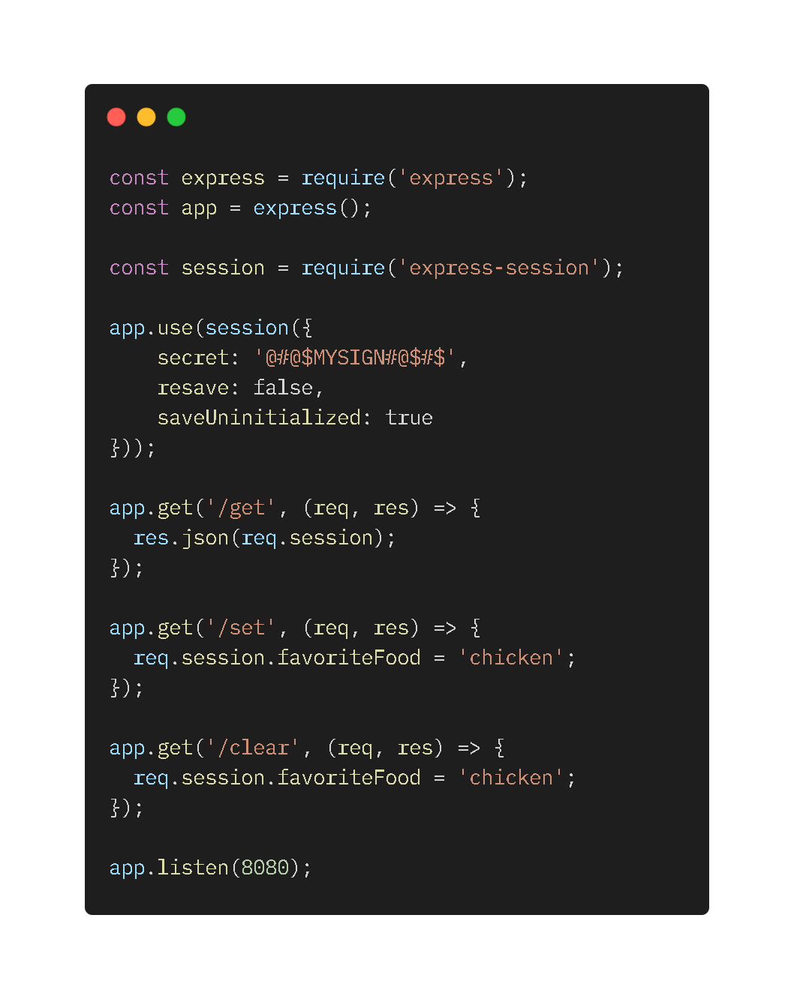 const express = require('express');
const app = express();

const session = require('express-session');

app.use(session({
    secret: '@#@$MYSIGN#@$#$',
    resave: false,
    saveUninitialized: true
}));

app.get('/get', (req, res) => {
  res.json(req.session);
});

app.get('/set', (req, res) => {
  req.session.favoriteFood = 'chicken';
});

app.get('/clear', (req, res) => {
  req.session.favoriteFood = 'chicken';
});

app.listen(8080);